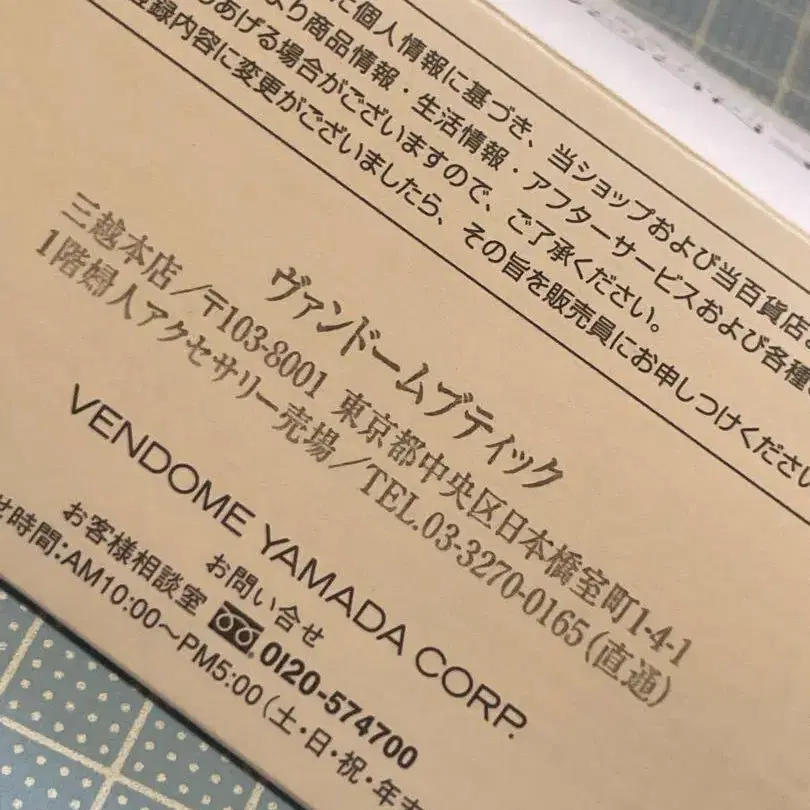 た個人情報に基づき、当ショップおよび当百貨店
より商品情報・生活情報・アフターサービスおよび各種
あげる場合がございますので、ご了承ください。
登録内容に変更がございましたら、その旨を販売員にお申しつけください
ヴァンドームブティック
三越本店/〒103-8001 東京都中央区日本橋室町1-4-1
1階婦人アクセサリー売場/TEL.03-3270-0165(直通)
VENDOME YAMADA CORP.
お問い合せ
お客様相談室 0120-574700
せ時間:AM10:00〜PM5:00(土・日・祝・年末